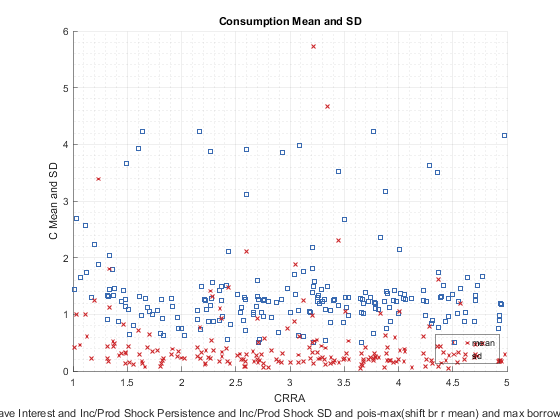 Consumption Mean and SD
C Mean and SD
6
5
4
3
2
1
0
mean
sd
1 1.5 2 2.5 3 3.5 4 4.5 5
CRRA
ave Interest and Inc/Prod Shock Persistence and Inc/Prod Shock SD and pois-max(shift br r mean) and max borrow